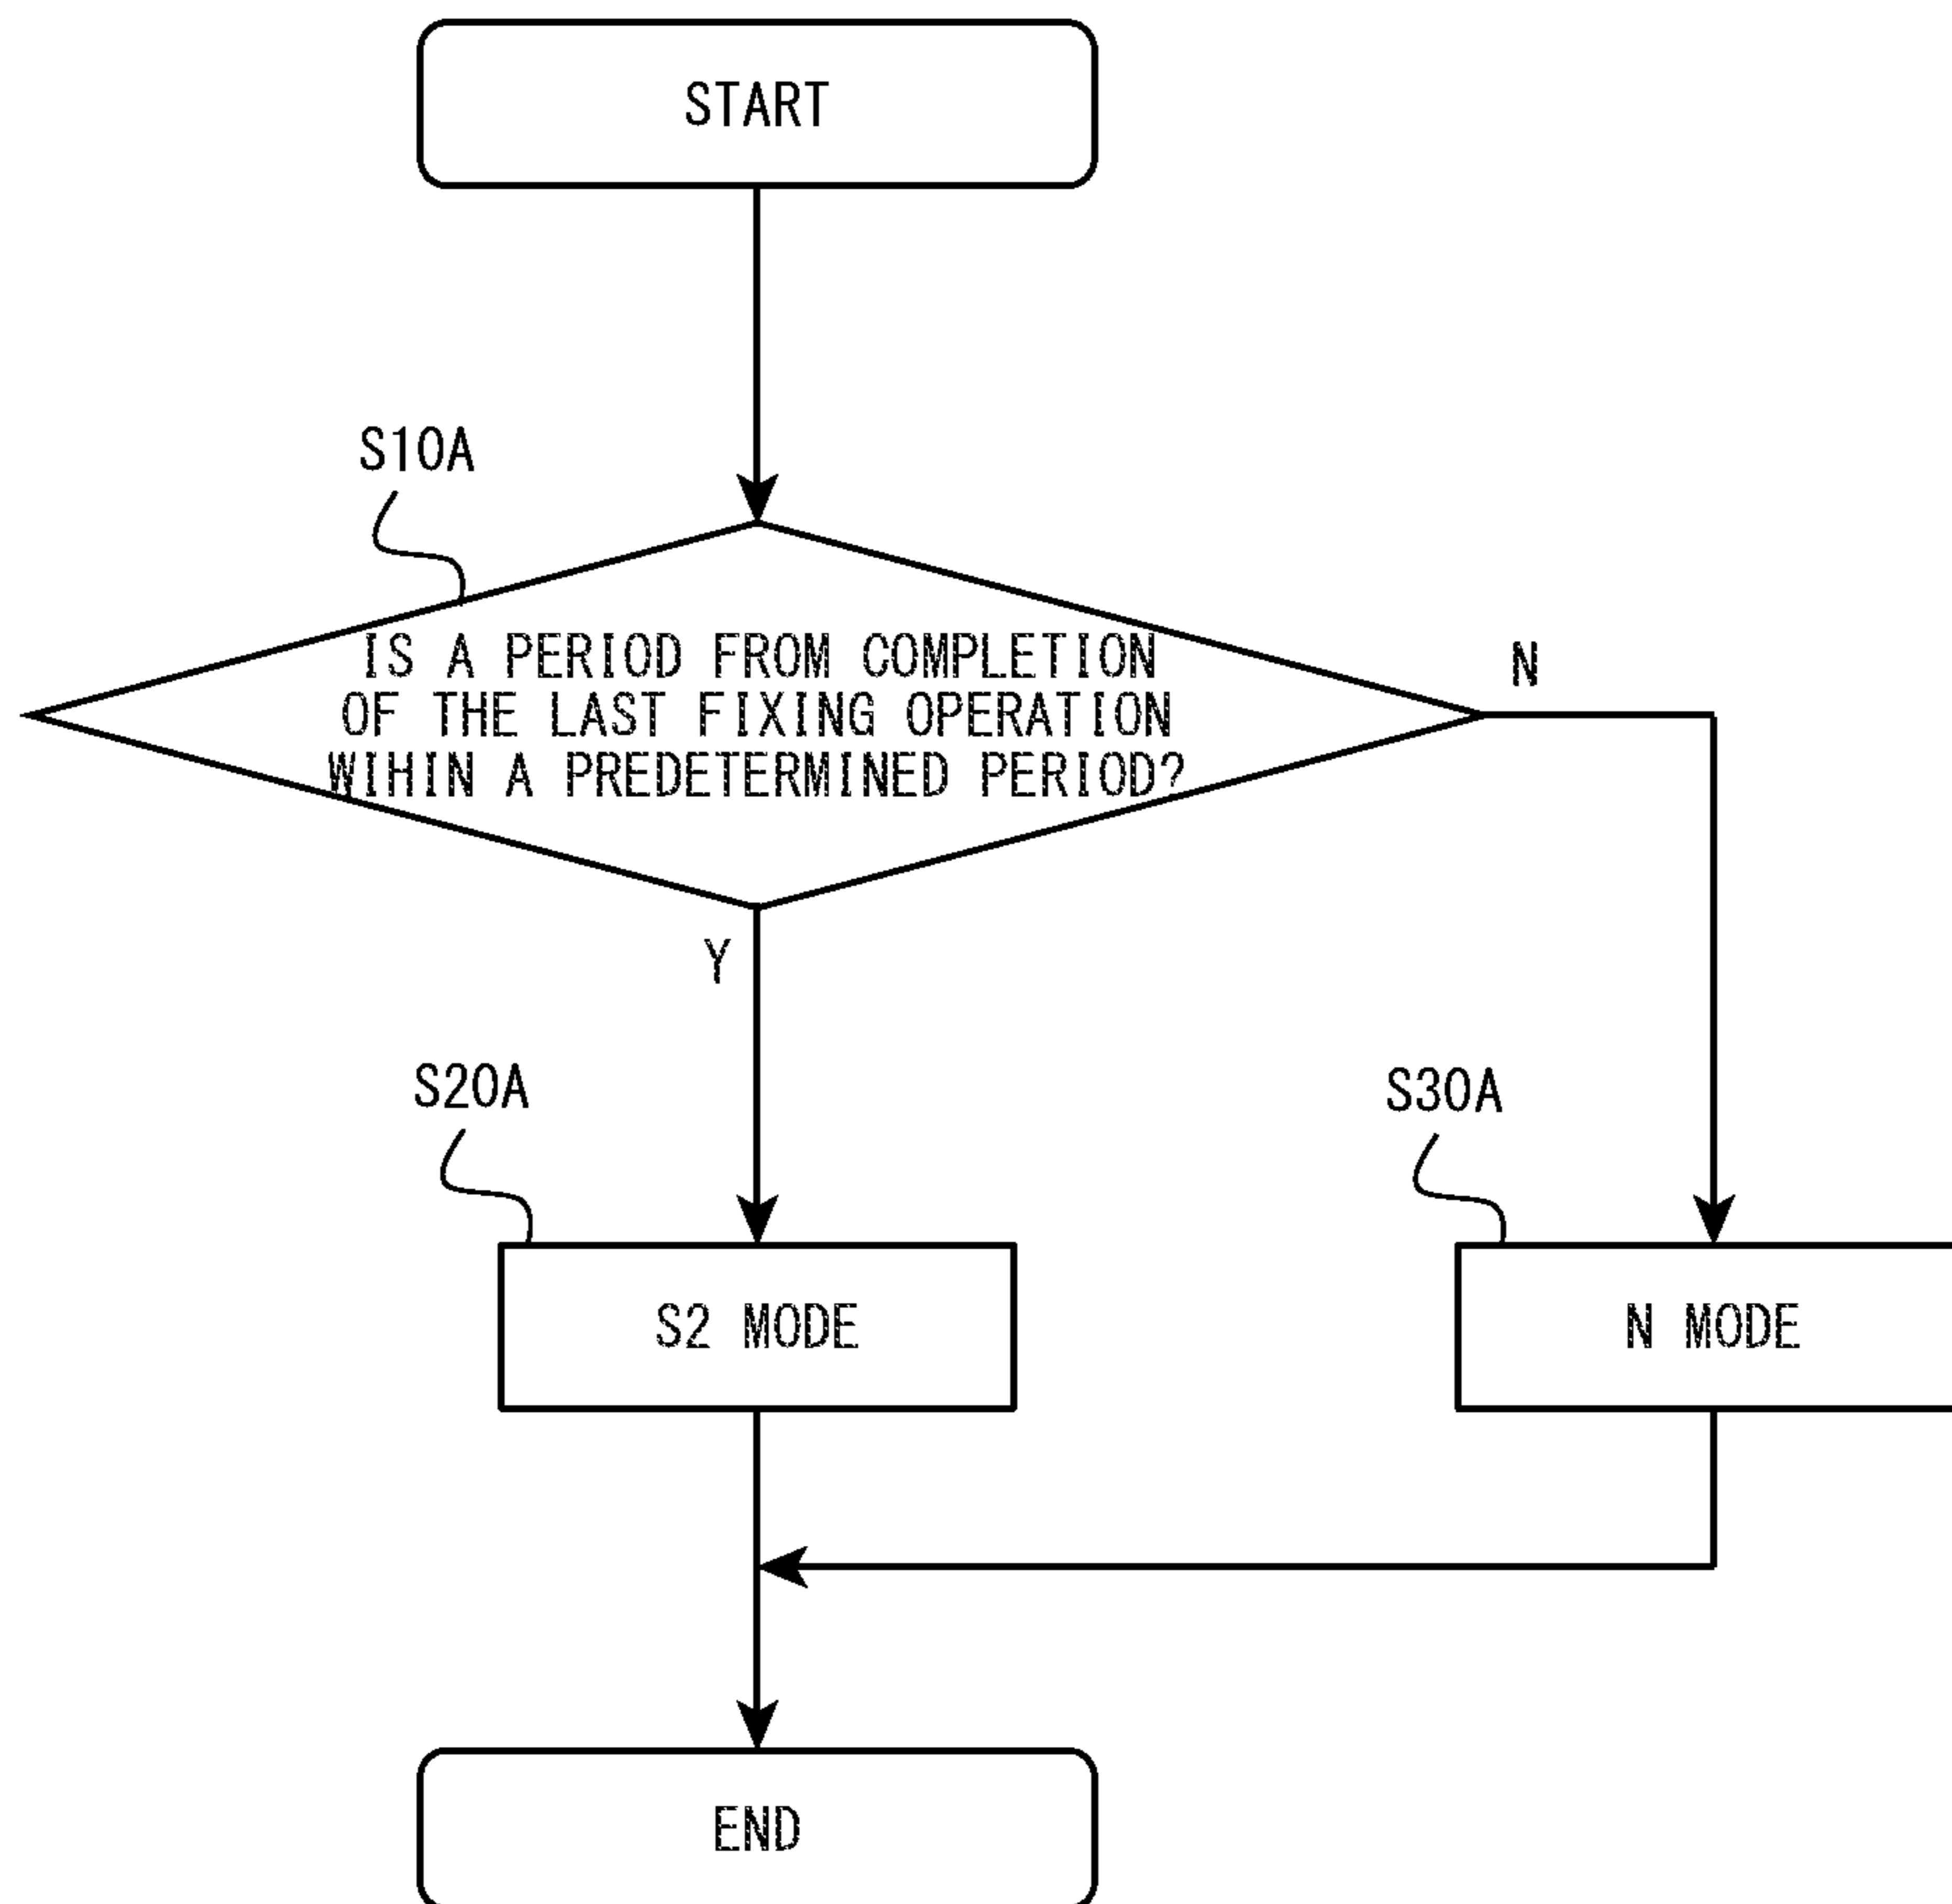 START
S10A
IS A PERIOD FROM COMPLETION
OF THE LAST FIXING OPERATION
WIHIN A PREDETERMINED PERIOD?
N
Y
S20A
S30A
S2 MODE
N MODE
END